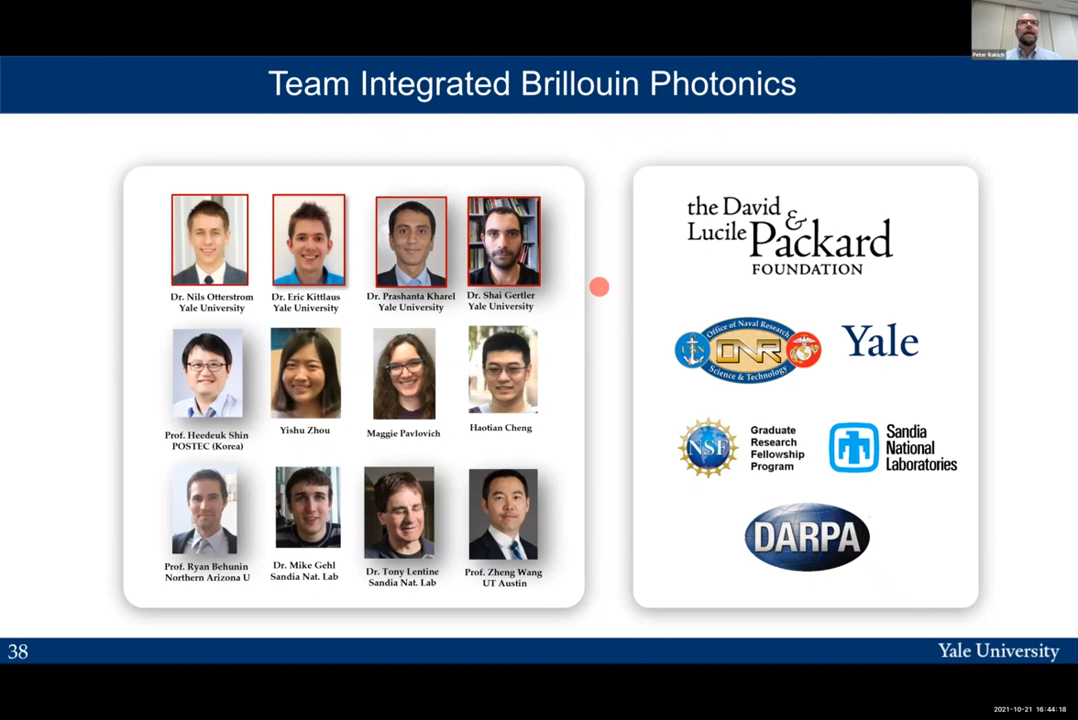 Peter Rakich
Team Integrated Brillouin Photonics
Dr. Nils Otterstrom
Yale University
Dr. Eric Kittlaus
Yale University
Dr. Prashanta Kharel
Yale University
Dr. Shai Gertler
Yale University
Prof. Heedeuk Shin
POSTEC (Korea)
Yishu Zhou
Maggie Pavlovich
Haotian Cheng
Prof. Ryan Behunin
Northern Arizona U
Dr. Mike Gehl
Sandia Nat. Lab
Dr. Tony Lentine
Sandia Nat. Lab
Prof. Zheng Wang
UT Austin
the David
&
Lucile Packard
FOUNDATION
Office of Naval Research
USN
ONR
Science & Technology
Yale
NSF
Graduate
Research
Fellowship
Program
Sandia
National
Laboratories
DARPA
38
Yale University
2021-10-21 16:44:18